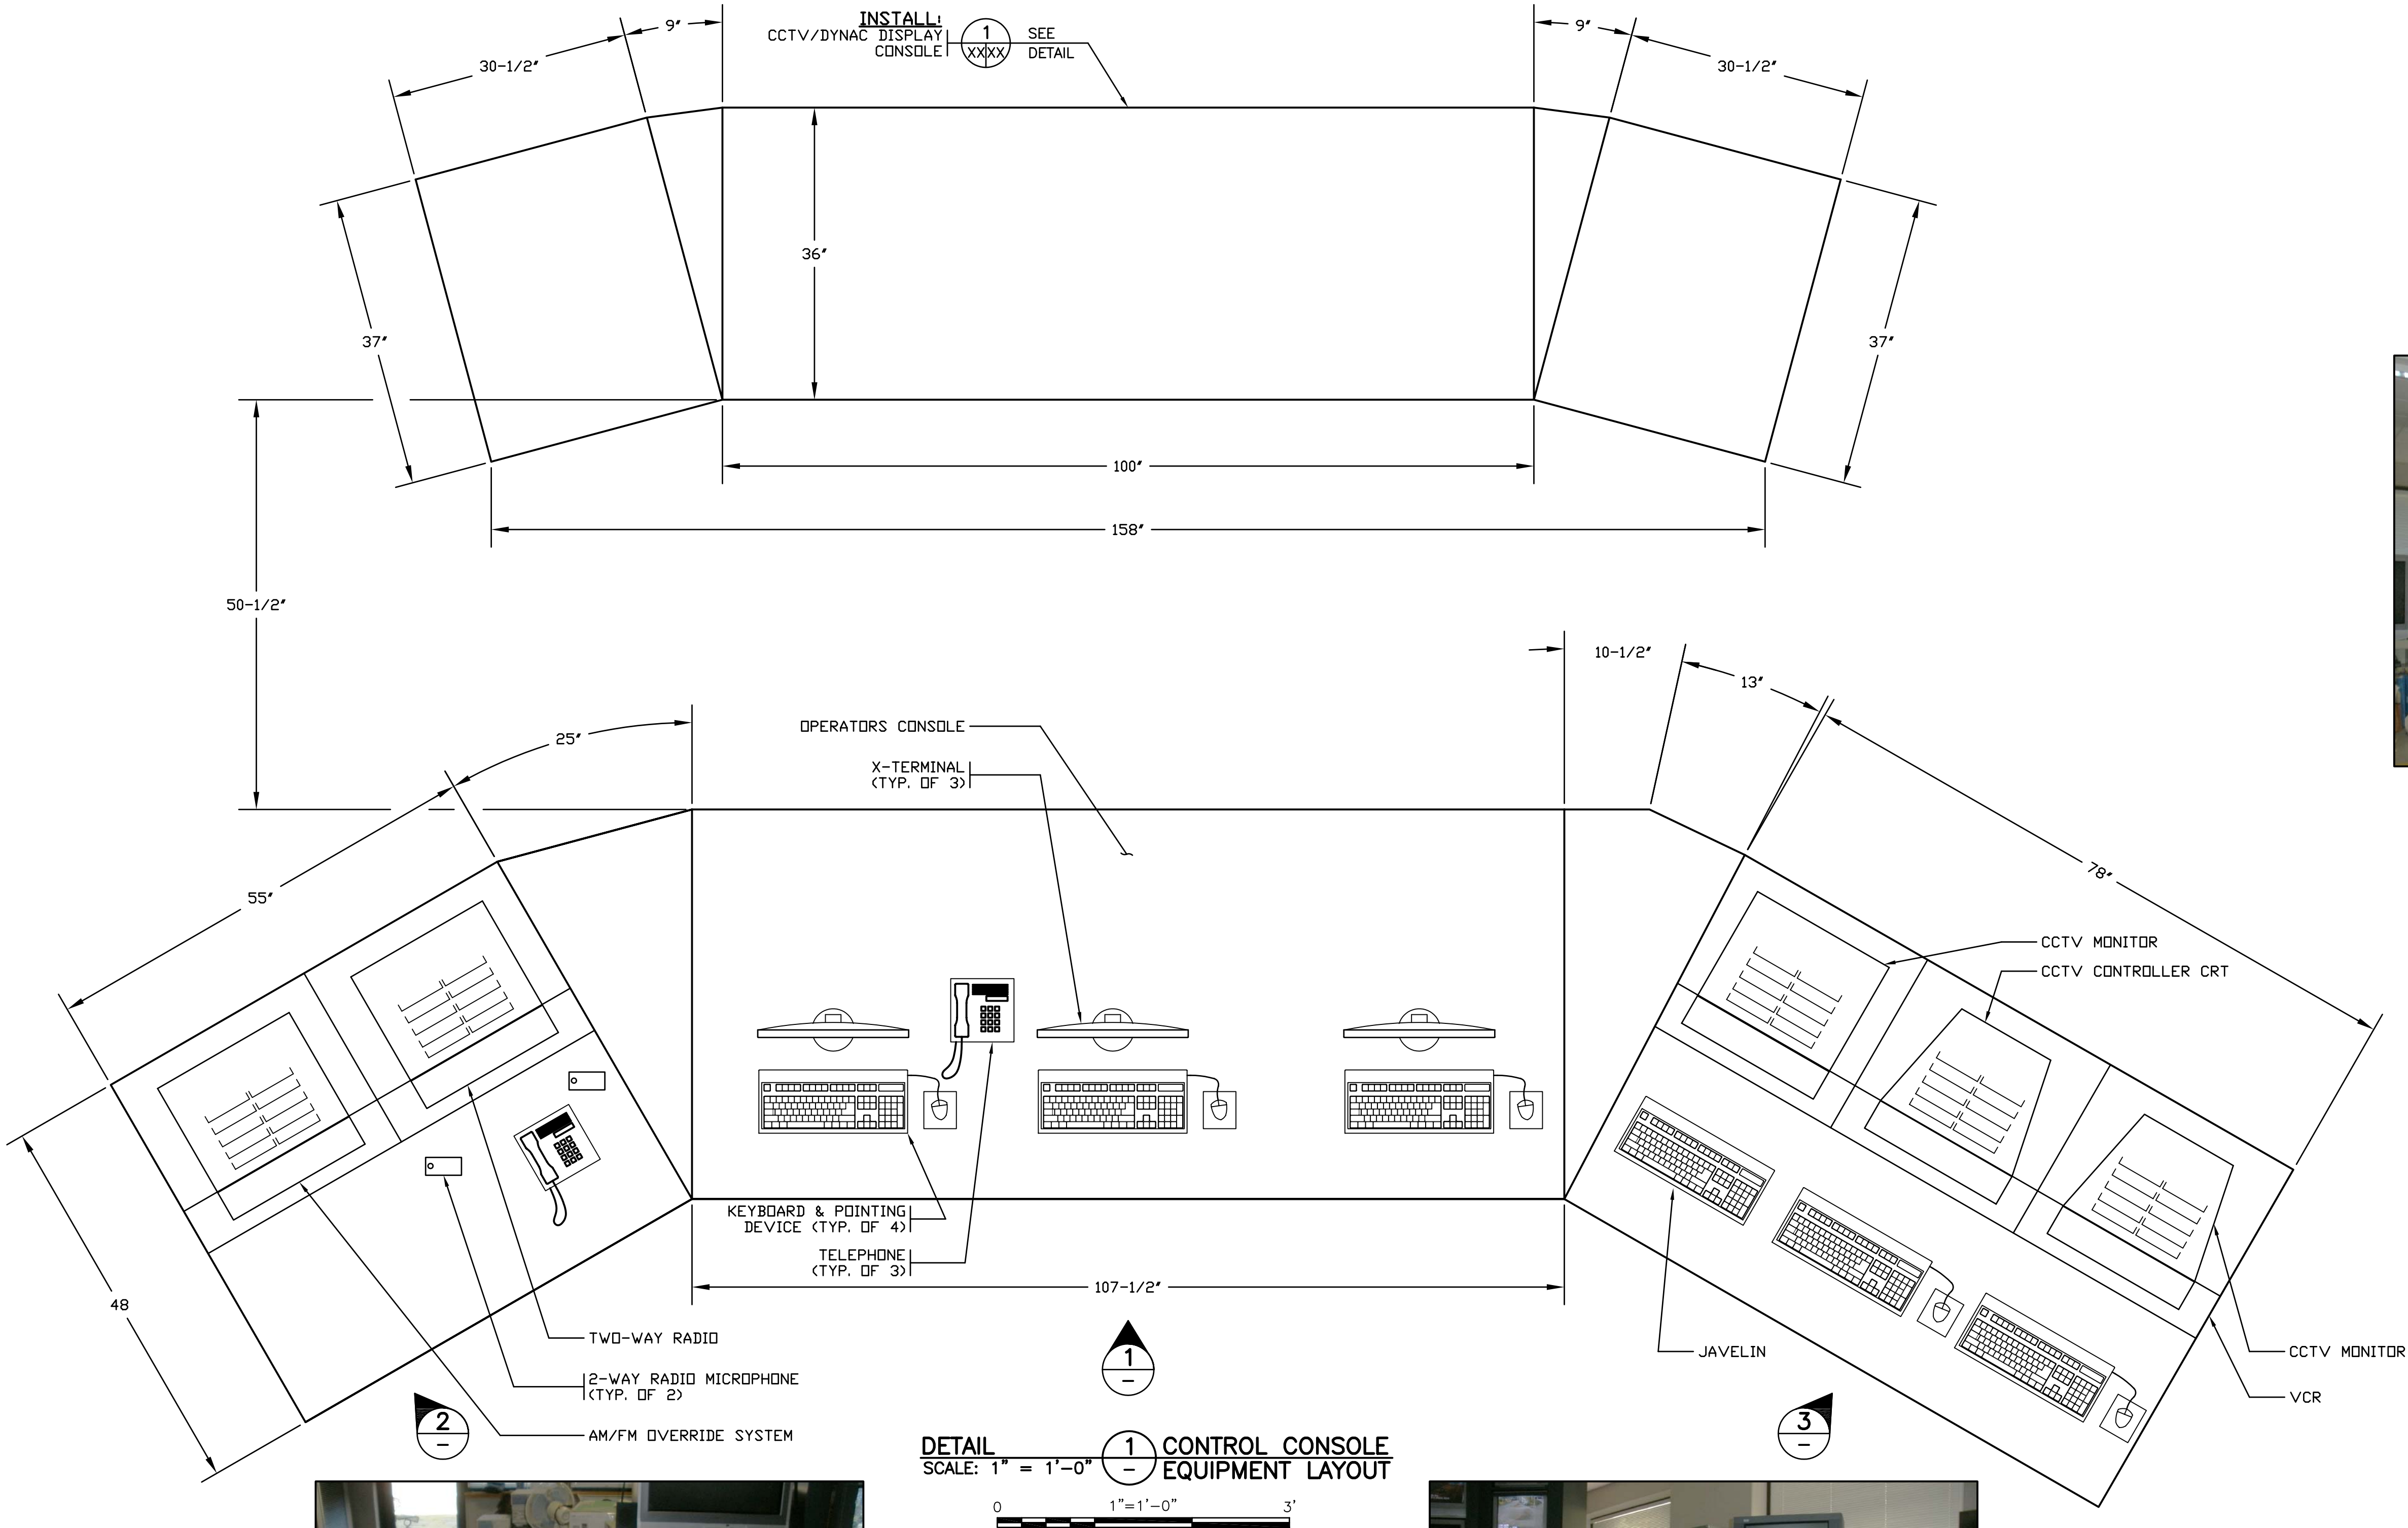 INSTALL:
CCTV/DYNAC DISPLAY
CONSOLE
1
XX XX
SEE
DETAIL
9"
30-1/2"
9"
30-1/2"
36"
37"
37"
100"
158"
50-1/2"
10-1/2"
13"
78"
25"
55"
48
OPERATORS CONSOLE
X-TERMINAL
(TYP. OF 3)
CCTV MONITOR
CCTV CONTROLLER CRT
KEYBOARD & POINTING
DEVICE (TYP. OF 4)
TELEPHONE
(TYP. OF 3)
107-1/2"
TWO-WAY RADIO
2-WAY RADIO MICROPHONE
(TYP. OF 2)
AM/FM OVERRIDE SYSTEM
JAVELIN
CCTV MONITOR
VCR
1
-
2
-
3
-
DETAIL
SCALE: 1" = 1'-0"
1
-
CONTROL CONSOLE
EQUIPMENT LAYOUT
0 1"=1'-0" 3'